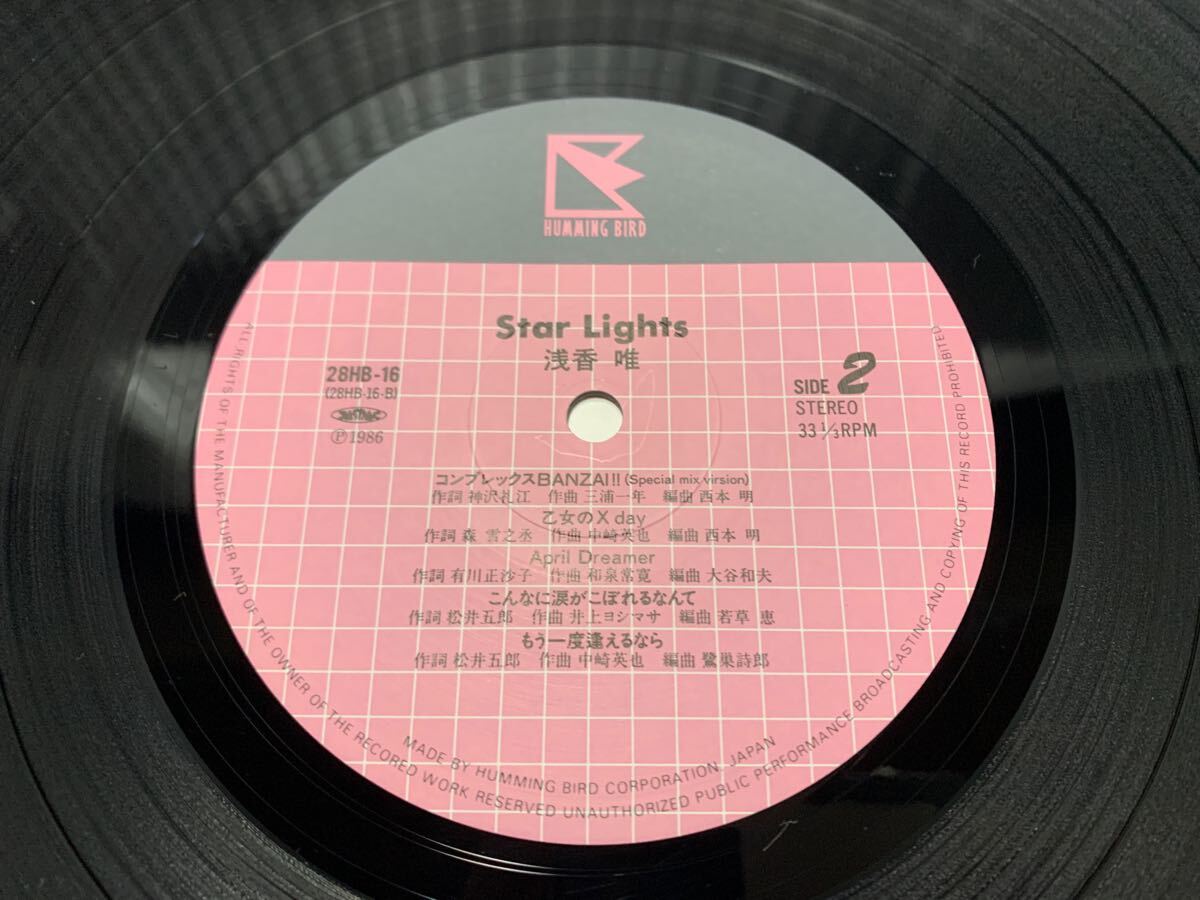 HUMMING BIRD
Star Lights
浅香 唯
28HB-16
(28HB-16-B)
JASRAC
Ⓟ1986
SIDE 2
STEREO
33 1/3 RPM
コンプレックスBANZAI!! (Special mix virsion)
作詞 神沢礼江 作曲 三浦一年 編曲 西本 明
乙女のX day
作詞 森 雪之丞 作曲 中崎英也 編曲 西本 明
April Dreamer
作詞 有川正沙子 作曲 和泉常寛 編曲 大谷和夫
こんなに涙がこぼれるなんて
作詞 松井五郎 作曲 井上ヨシマサ 編曲 若草 恵
もう一度逢えるなら
作詞 松井五郎 作曲 中崎英也 編曲 鷺巣詩郎
MADE BY HUMMING BIRD CORPORATION, JAPAN
ALL RIGHTS OF THE MANUFACTURER AND OF THE OWNER OF THE RECORDED WORK RESERVED UNAUTHORIZED PUBLIC PERFORMANCE BROADCASTING AND COPYING OF THIS RECORD PROHIBITED